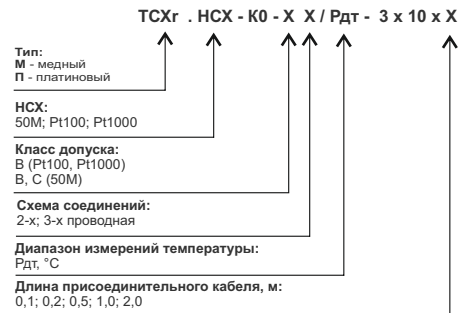 ТСХr . НСХ - К0 - Х Х / Рдт - 3 х 10 х Х
Тип:
М - медный
П - платиновый
НСХ:
50М; Pt100; Pt1000
Класс допуска:
В (Pt100, Pt1000)
В, С (50М)
Схема соединений:
2-х; 3-х проводная
Диапазон измерений температуры:
Рдт, °С
Длина присоединительного кабеля, м:
0,1; 0,2; 0,5; 1,0; 2,0